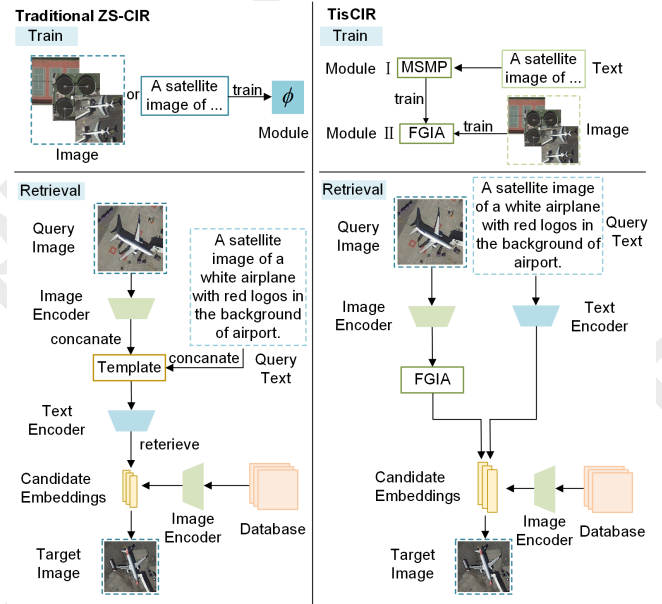 Traditional ZS-CIR
Train
or
A satellite
image of ...
train
ϕ
Module
Image
Retrieval
Query
Image
Image
Encoder
concanate
A satellite
image of a
white airplane
with red logos in
the background
of airport.
Template
concanate
Query
Text
Text
Encoder
reterieve
Candidate
Embeddings
Image
Encoder
Database
Target
Image
TisCIR
Train
Module Ⅰ
MSMP
A satellite
image of ...
Text
train
Module Ⅱ
FGIA
train
Image
Retrieval
Query
Image
A satellite image
of a white airplane
with red logos in
the background of
airport.
Query
Text
Image
Encoder
Text
Encoder
FGIA
Candidate
Embeddings
Image
Encoder
Database
Target
Image